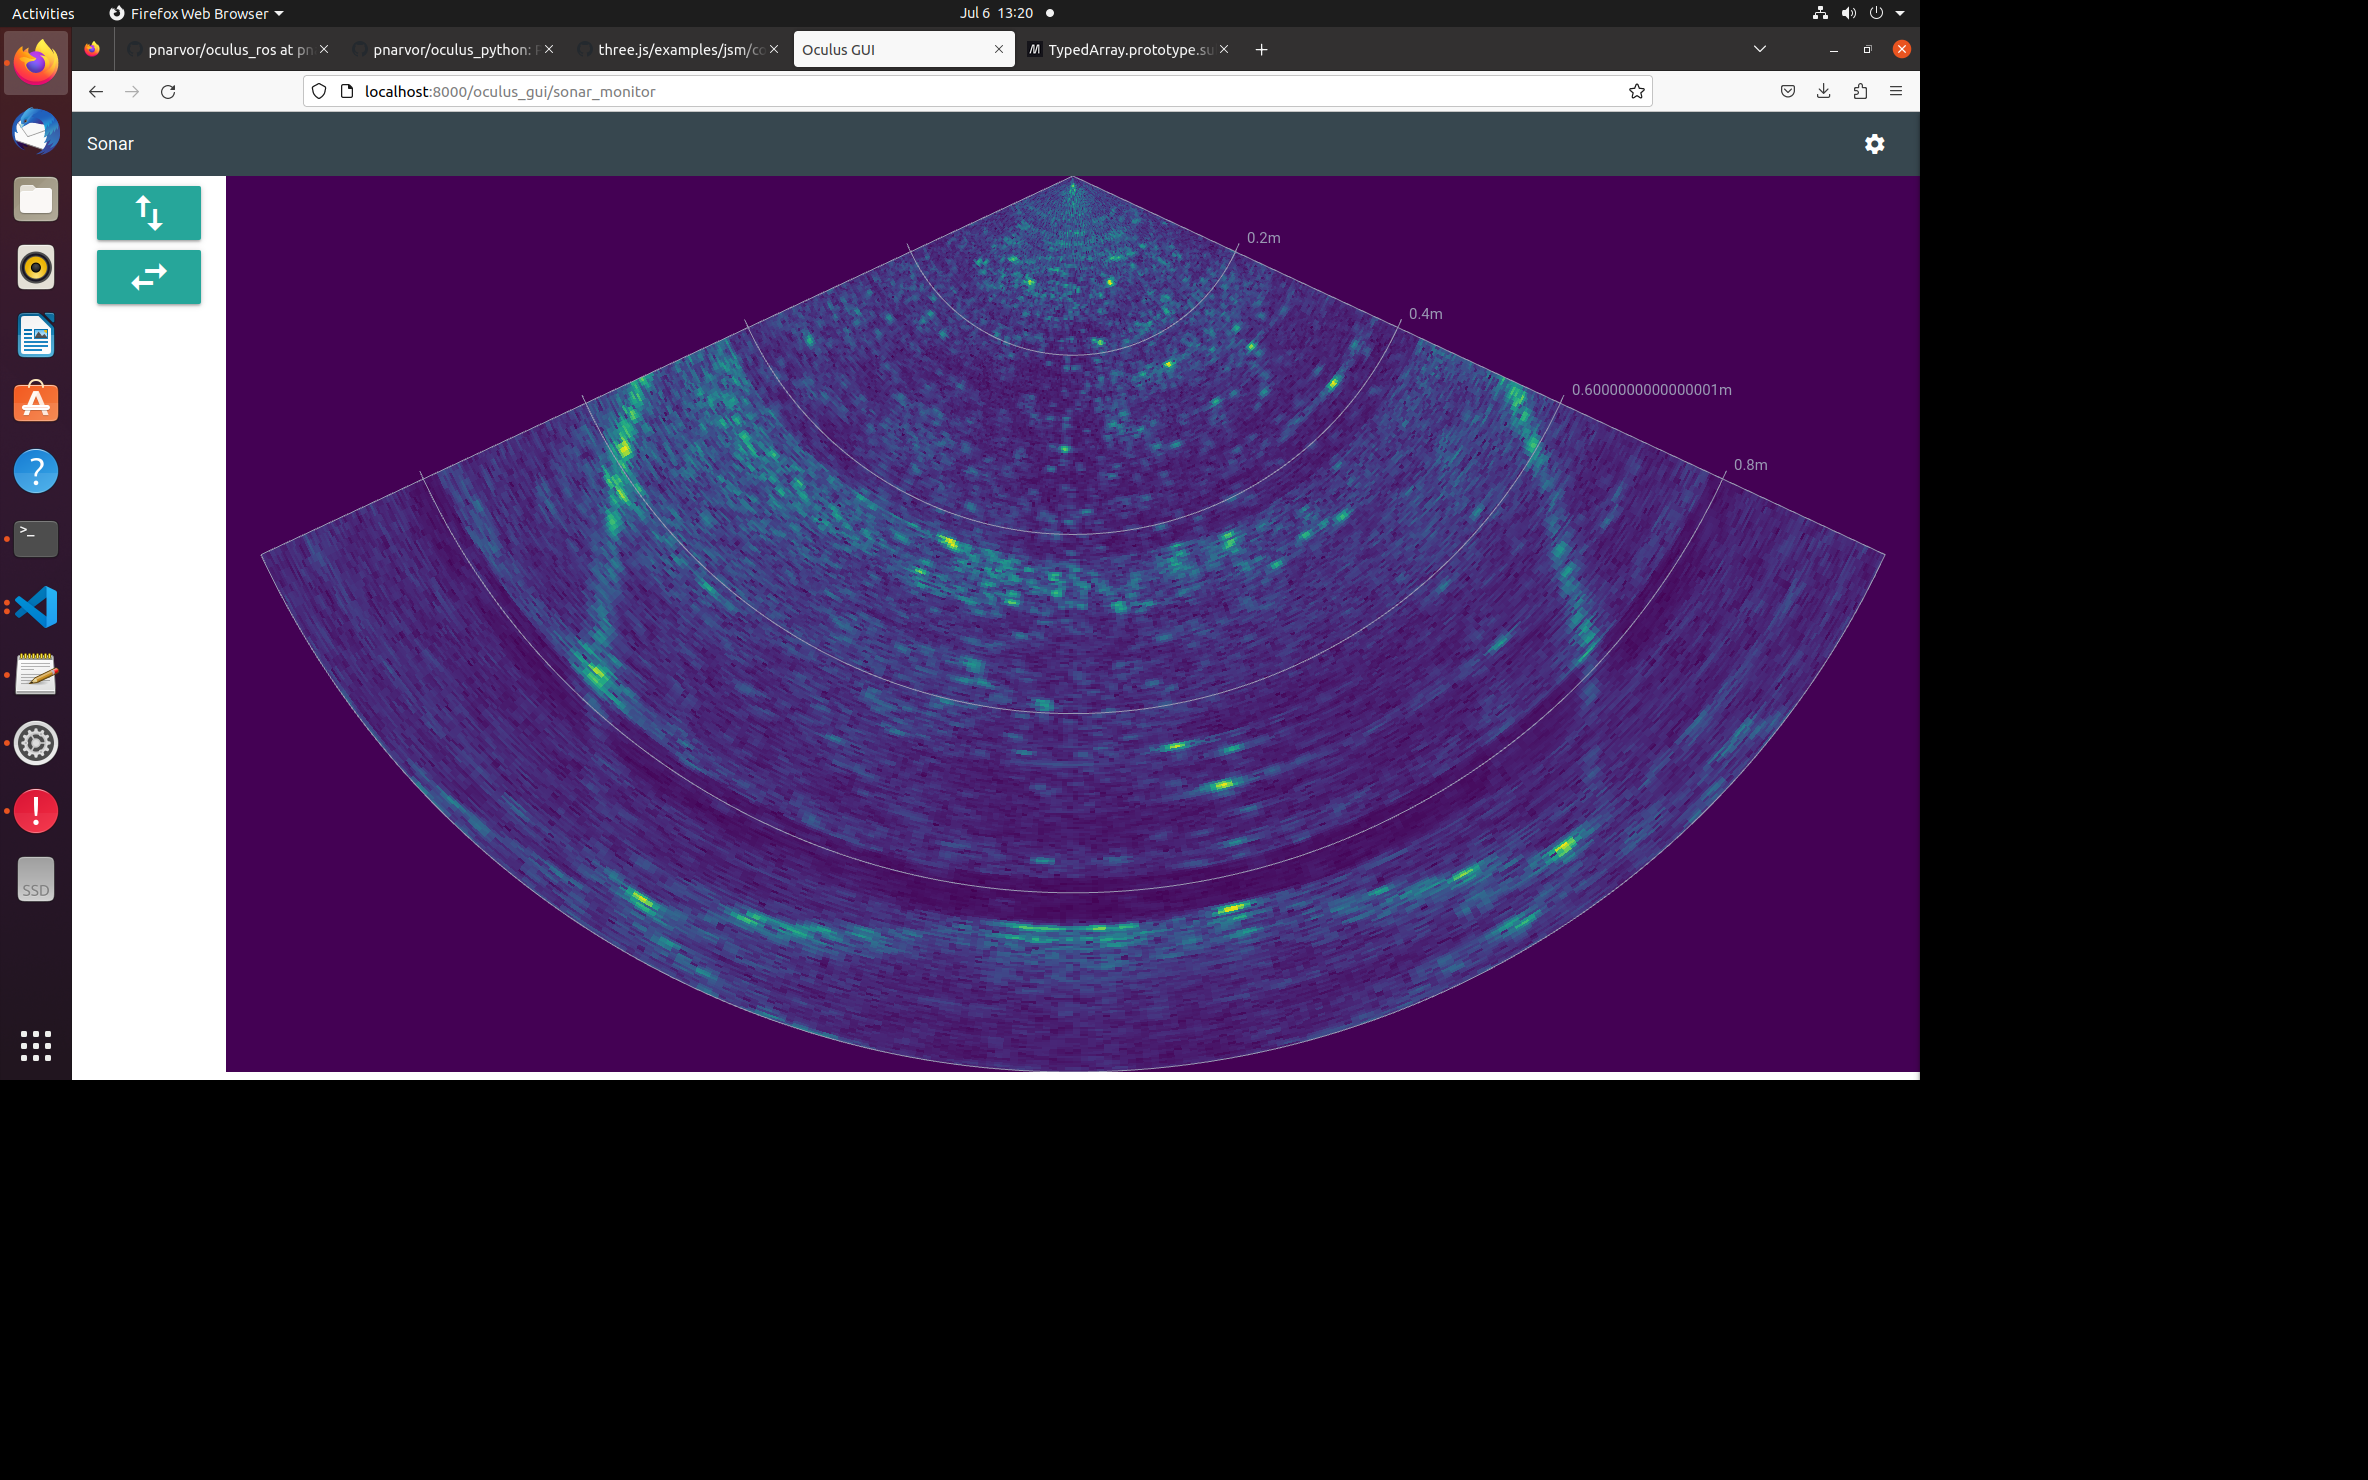 Activities
Firefox Web Browser
Jul 6 13:20
pnarvor/oculus_ros at pn
pnarvor/oculus_python:
three.js/examples/jsm/co
Oculus GUI
TypedArray.prototype.su
localhost:8000/oculus_gui/sonar_monitor
Sonar
0.2m
0.4m
0.6000000000000001m
0.8m
>_
SSD